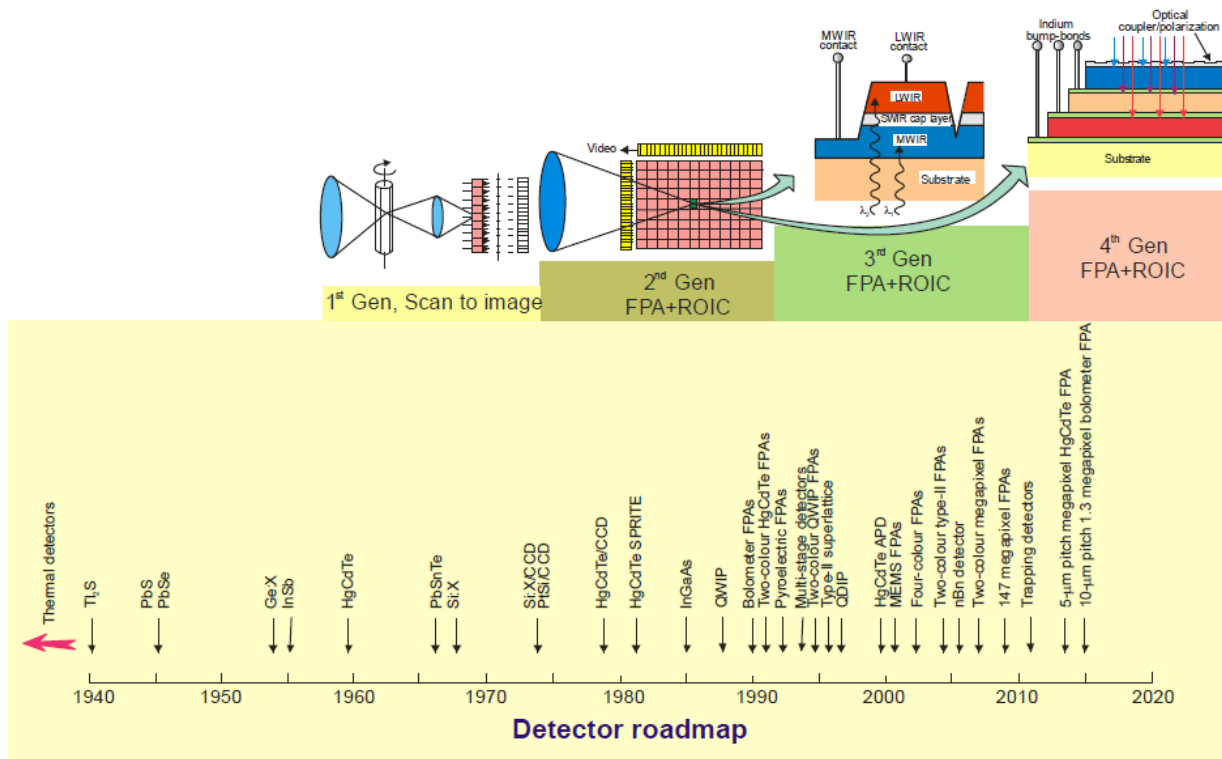 MWIR
contact
LWIR
contact
Indium
bump-bonds
Optical
coupler/polarization
LWIR
SWIR cap layer
MWIR
Substrate
λ₂ λ₁
Video
Substrate
1st Gen, Scan to image
2nd Gen
FPA+ROIC
3rd Gen
FPA+ROIC
4th Gen
FPA+ROIC
Thermal detectors
Tl₂S
PbS
PbSe
Ge:X
InSb
HgCdTe
PbSnTe
Si:X
Si:X/CCD
PtSi/CCD
HgCdTe/CCD
HgCdTe SPRITE
InGaAs
QWIP
Bolometer FPAs
Two-colour HgCdTe FPAs
Pyroelectric FPAs
Multi-stage detectors
Two-colour QWIP FPAs
Type-II superlattice
QDIP
HgCdTe APD
MEMS FPAs
Four-colour FPAs
Two-colour type-II FPAs
nBn detector
Two-colour megapixel FPAs
147 megapixel FPAs
Trapping detectors
5-μm pitch megapixel HgCdTe FPA
10-μm pitch 1.3 megapixel bolometer FPA
1940 1950 1960 1970 1980 1990 2000 2010 2020
Detector roadmap